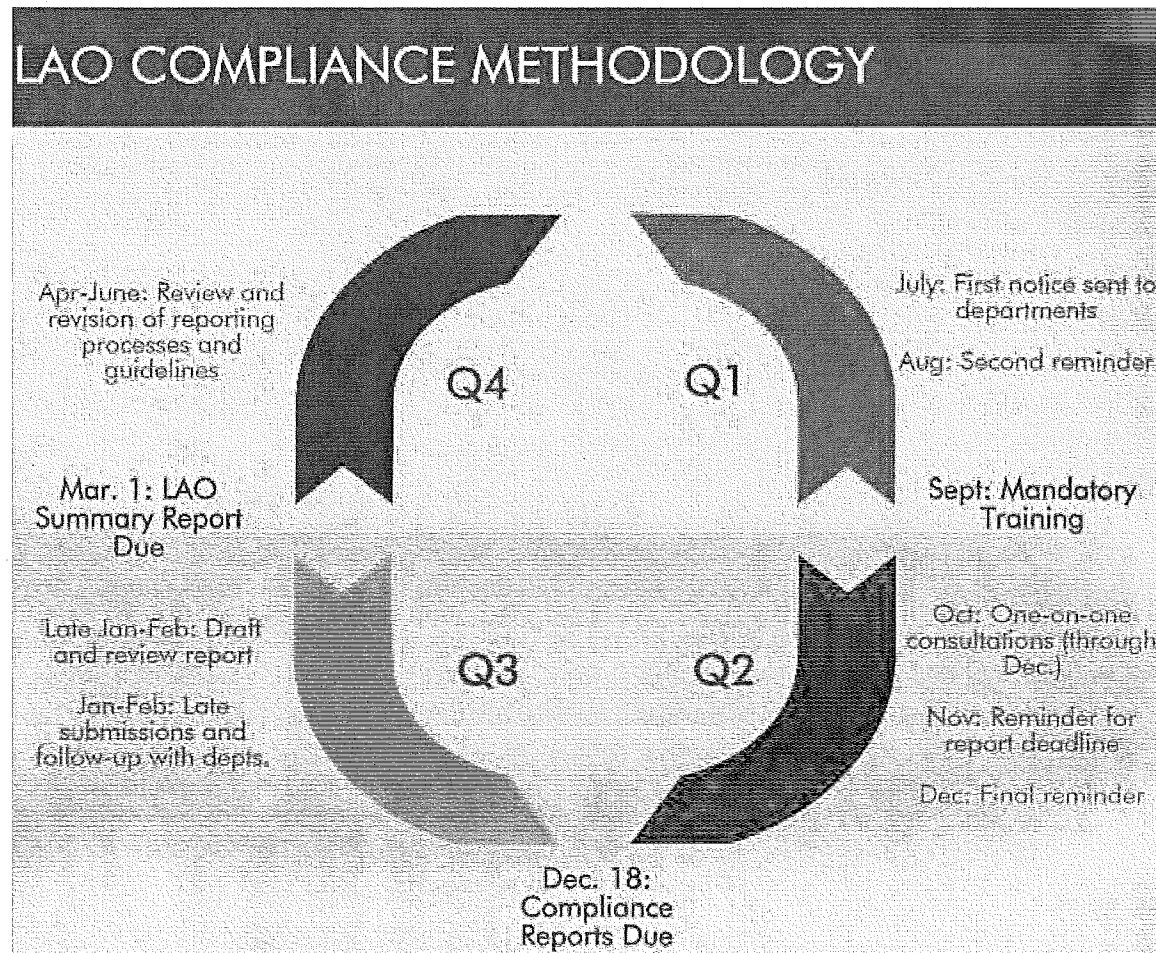 LAO COMPLIANCE METHODOLOGY
July: First notice sent to
departments
Aug: Second reminder
Q1
Sept: Mandatory
Training
Oct: One-on-one
consultations (through
Dec.)
Nov: Reminder for
report deadline
Dec: Final reminder
Q2
Dec. 18:
Compliance
Reports Due
Q3
Jan-Feb: Late
submissions and
follow-up with depts.
Late Jan-Feb: Draft
and review report
Mar. 1: LAO
Summary Report
Due
Q4
Apr-June: Review and
revision of reporting
processes and
guidelines